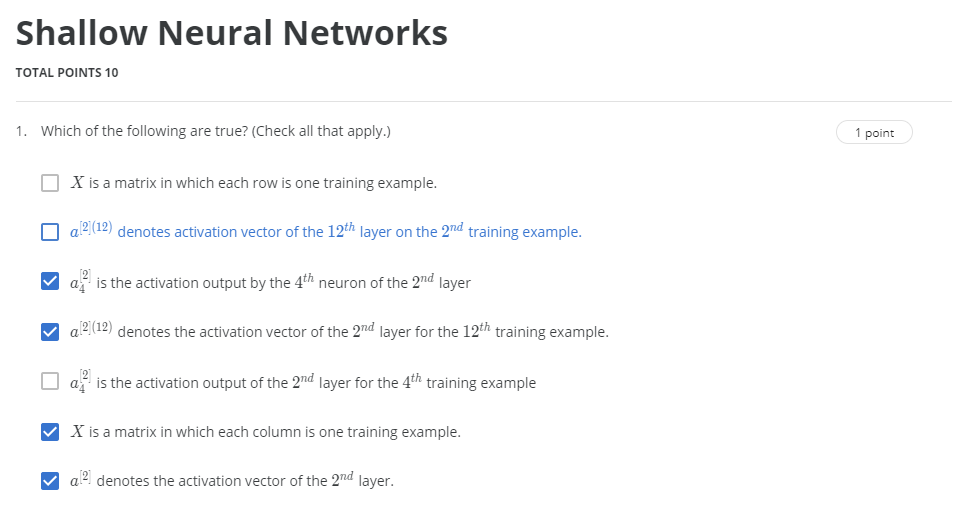 Shallow Neural Networks
TOTAL POINTS 10
1. Which of the following are true? (Check all that apply.)
1 point
X is a matrix in which each row is one training example.
a^{[2](12)} denotes activation vector of the 12^{th} layer on the 2^{nd} training example.
a_4^{[2]} is the activation output by the 4^{th} neuron of the 2^{nd} layer
a^{[2](12)} denotes the activation vector of the 2^{nd} layer for the 12^{th} training example.
a_4^{[2]} is the activation output of the 2^{nd} layer for the 4^{th} training example
X is a matrix in which each column is one training example.
a^{[2]} denotes the activation vector of the 2^{nd} layer.